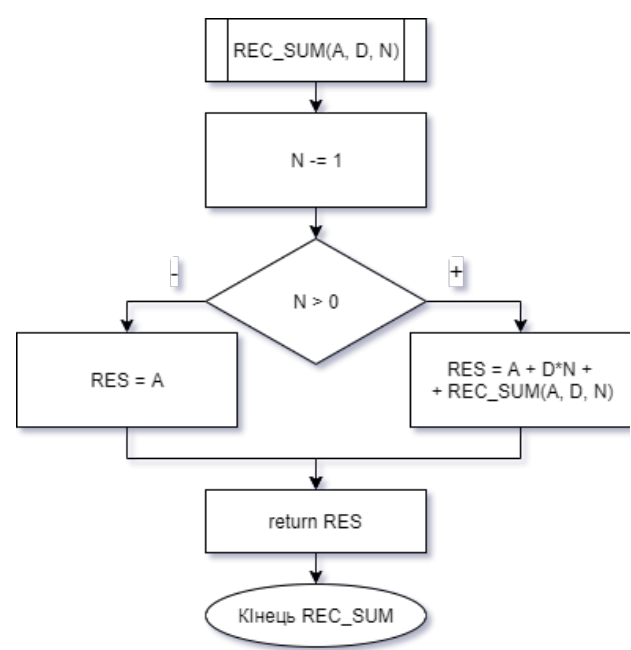 REC_SUM(A, D, N)
N -= 1
N > 0
-
+
RES = A
RES = A + D*N +
+ REC_SUM(A, D, N)
return RES
КІнець REC_SUM